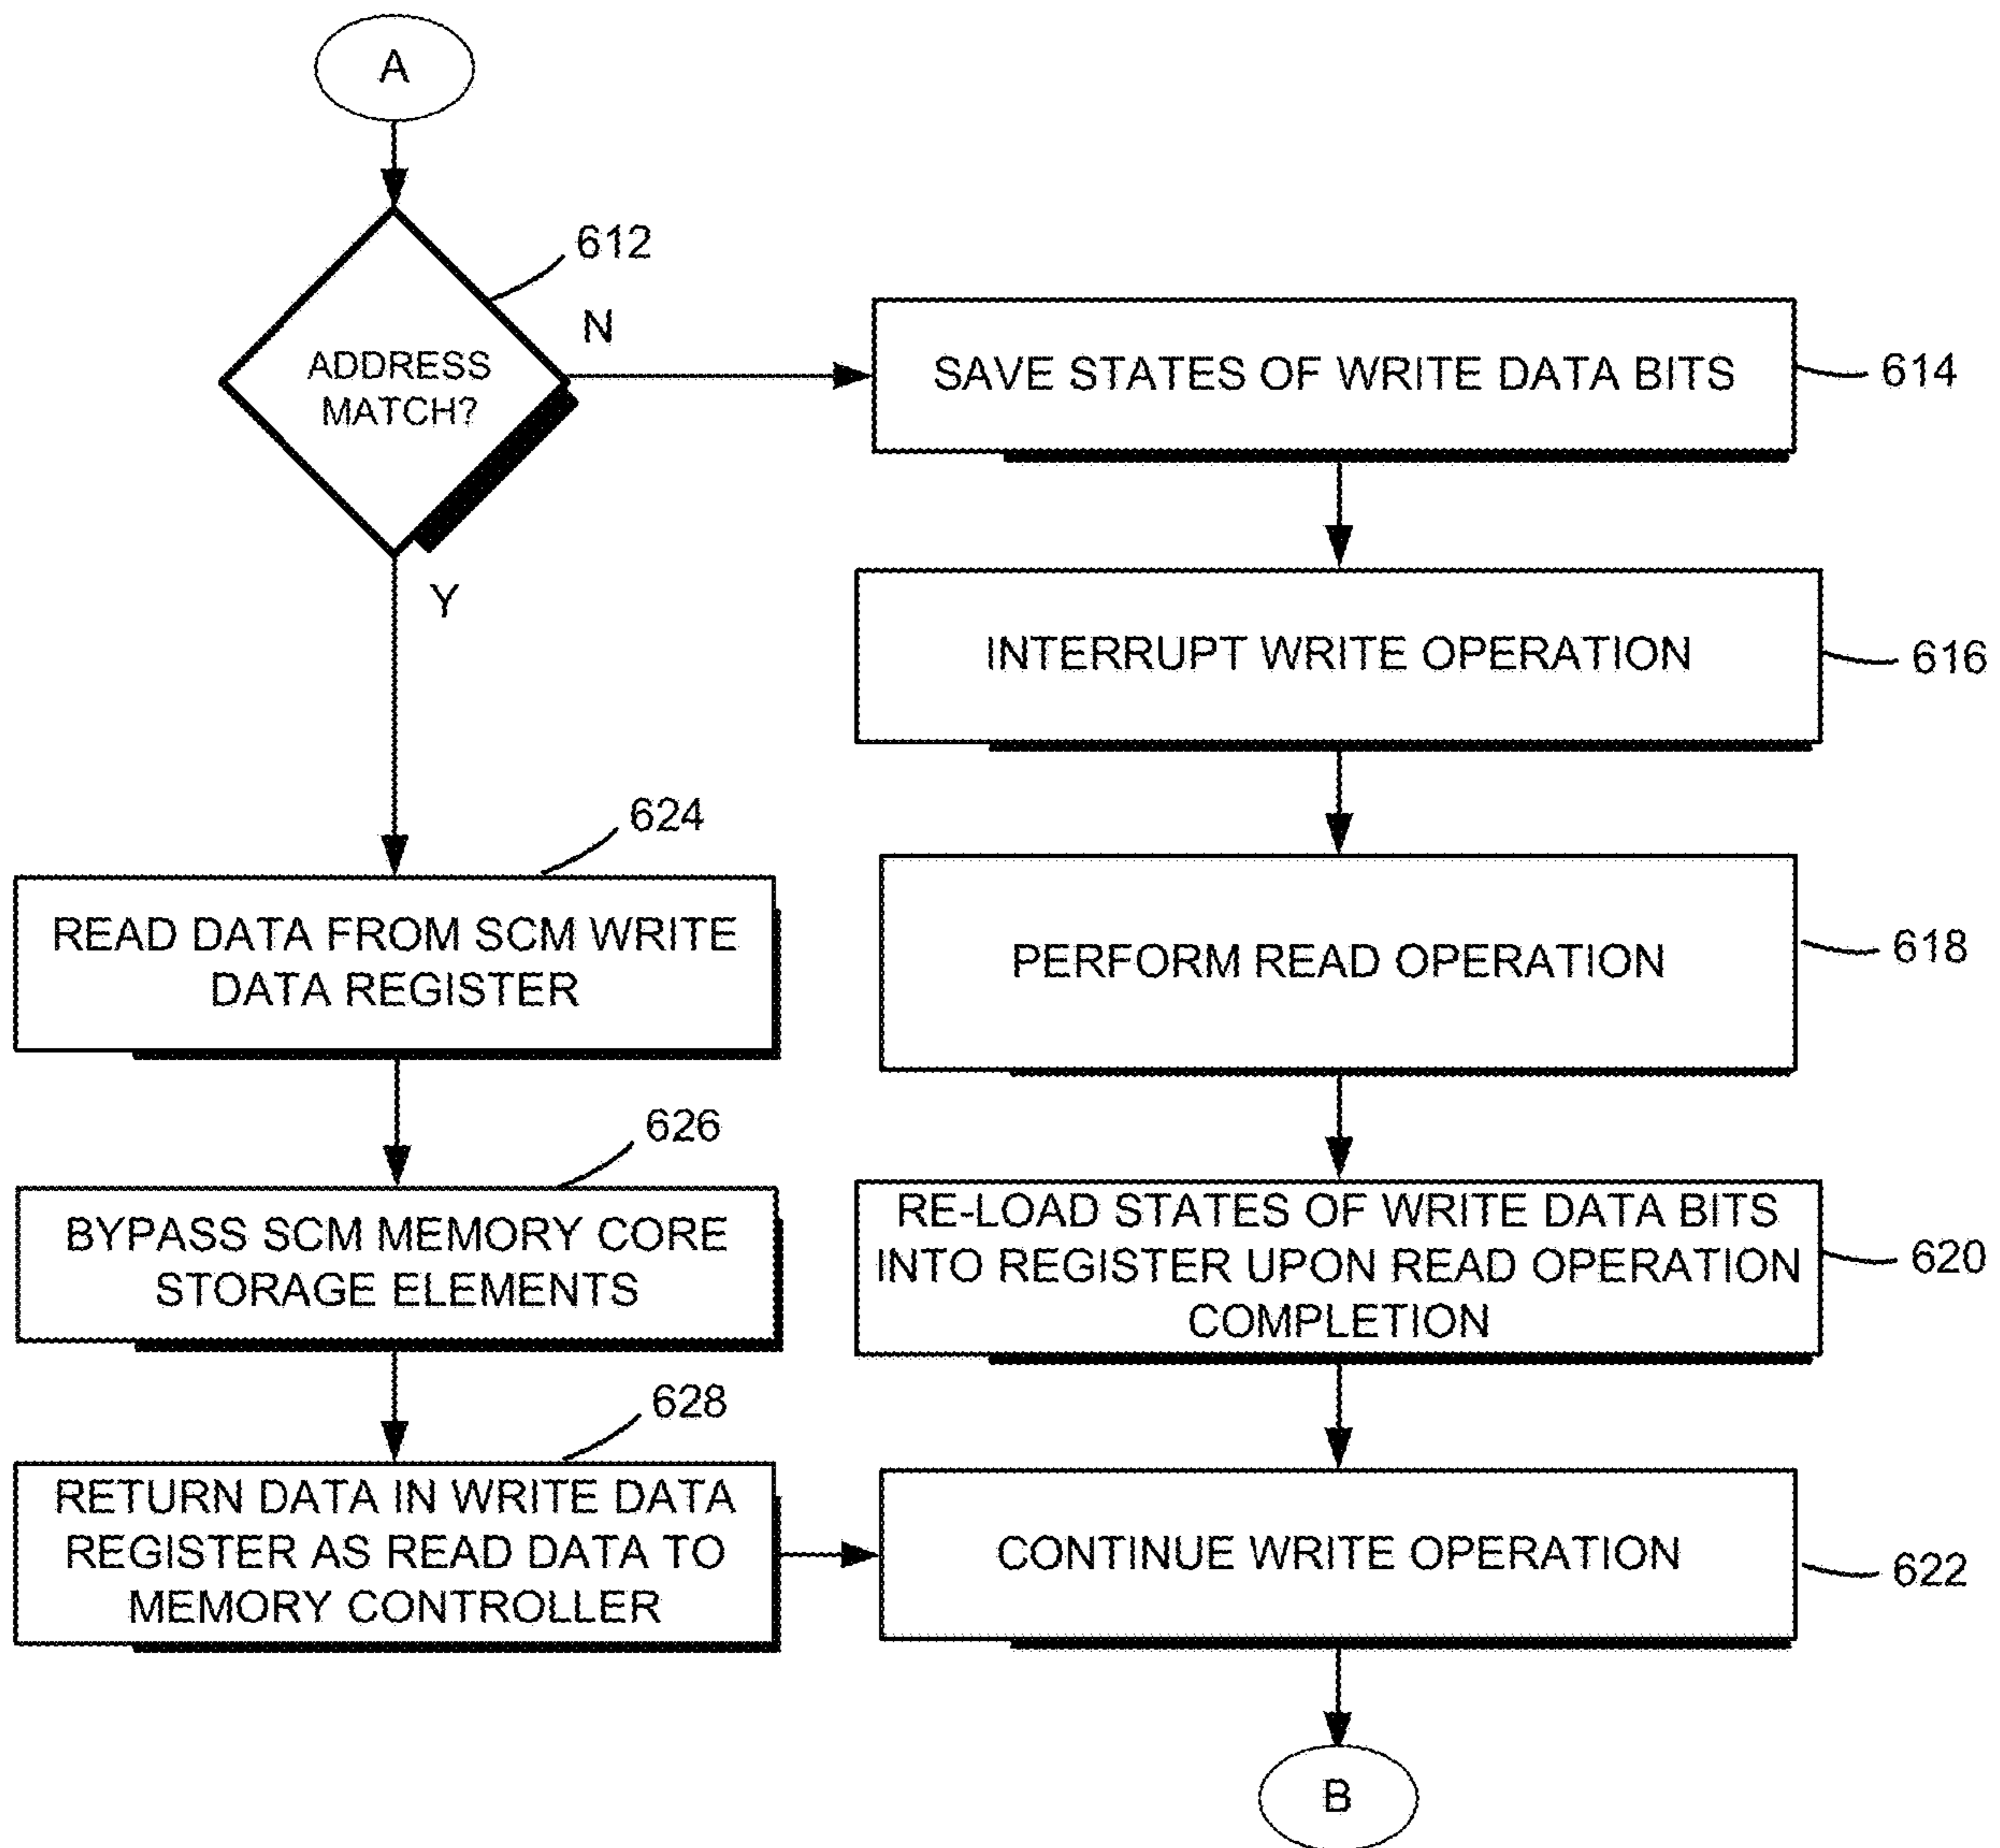 A
612
ADDRESS
MATCH?
N
Y
SAVE STATES OF WRITE DATA BITS
614
INTERRUPT WRITE OPERATION
616
PERFORM READ OPERATION
618
RE-LOAD STATES OF WRITE DATA BITS
INTO REGISTER UPON READ OPERATION
COMPLETION
620
624
READ DATA FROM SCM WRITE
DATA REGISTER
626
BYPASS SCM MEMORY CORE
STORAGE ELEMENTS
628
RETURN DATA IN WRITE DATA
REGISTER AS READ DATA TO
MEMORY CONTROLLER
CONTINUE WRITE OPERATION
622
B